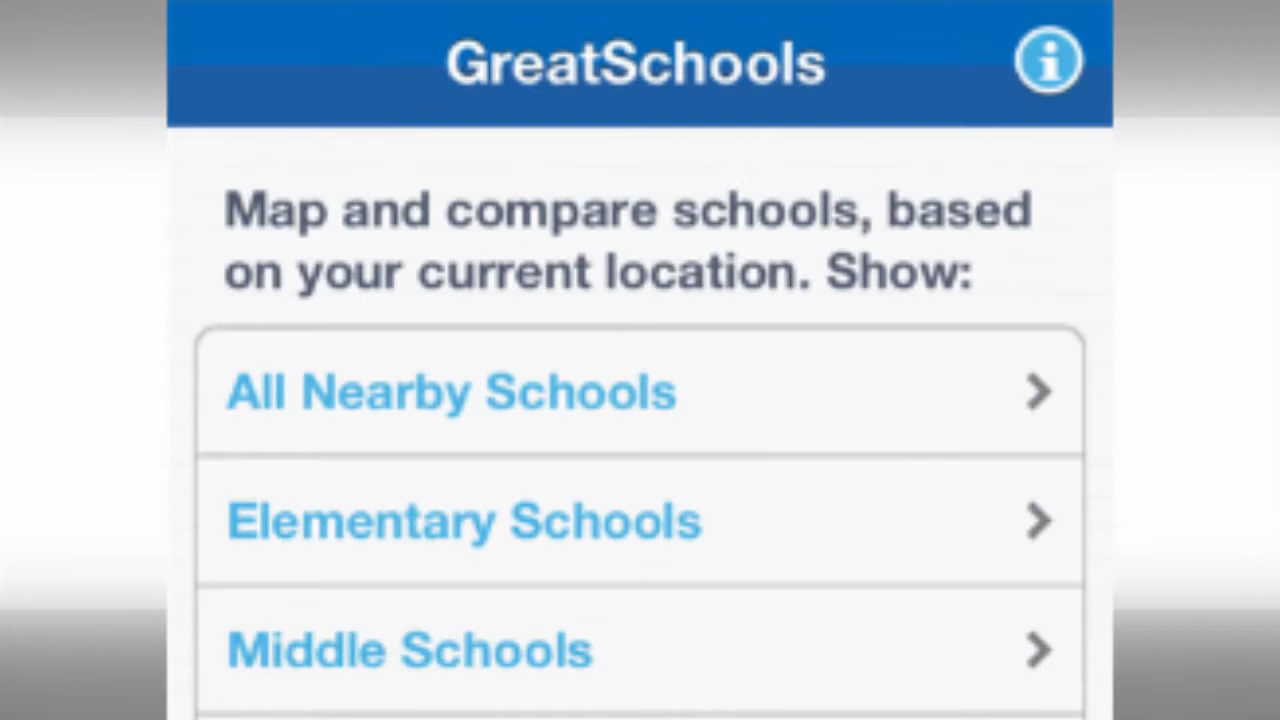 GreatSchools
Map and compare schools, based
on your current location. Show:
All Nearby Schools
Elementary Schools
Middle Schools